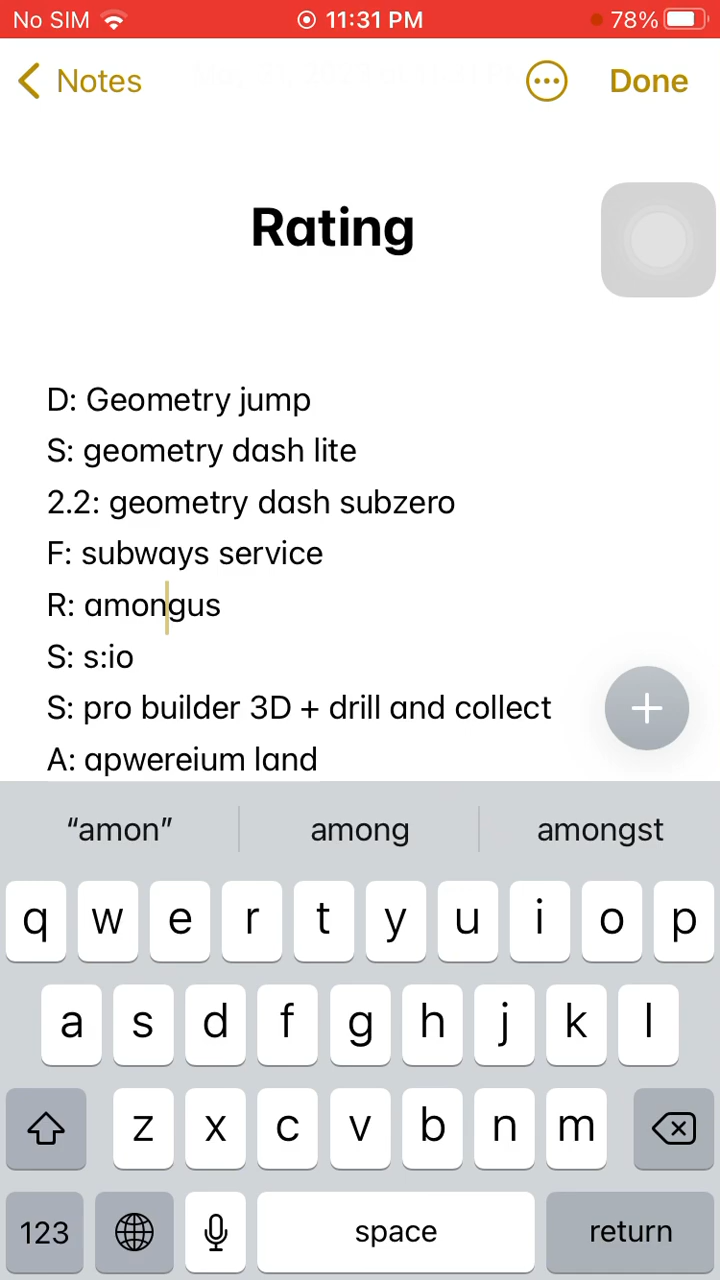 No SIM 11:31 PM 78%
Notes Done
Rating
D: Geometry jump
S: geometry dash lite
2.2: geometry dash subzero
F: subways service
R: amongus
S: s:io
S: pro builder 3D + drill and collect
A: apwereium land
“amon” among amongst
q w e r t y u i o p
a s d f g h j k l
z x c v b n m
123 space return